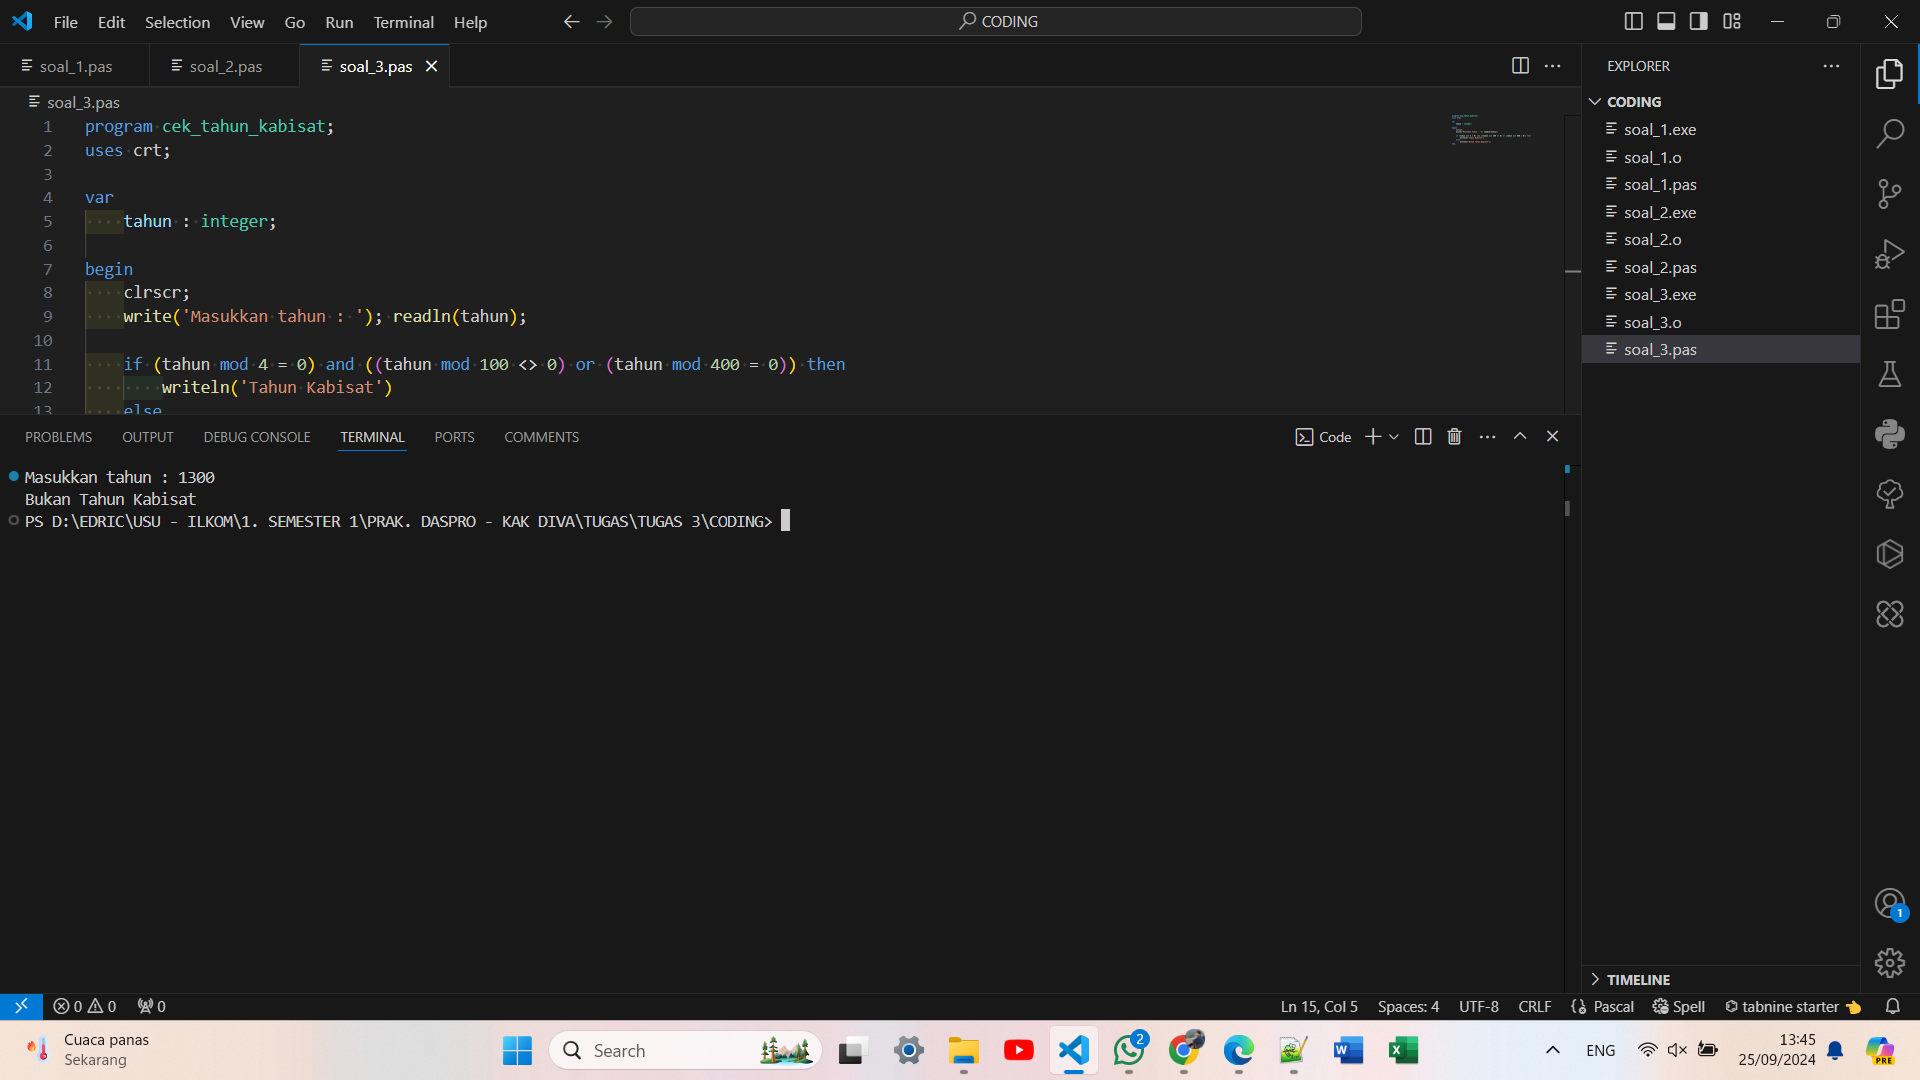 File Edit Selection View Go Run Terminal Help
CODING
soal_1.pas soal_2.pas soal_3.pas
soal_3.pas
1 program cek_tahun_kabisat;
2 uses crt;
3
4 var
5 tahun : integer;
6
7 begin
8 clrscr;
9 write('Masukkan tahun : '); readln(tahun);
10
11 if (tahun mod 4 = 0) and ((tahun mod 100 <> 0) or (tahun mod 400 = 0)) then
12 writeln('Tahun Kabisat')
13 else
PROBLEMS OUTPUT DEBUG CONSOLE TERMINAL PORTS COMMENTS
Code
Masukkan tahun : 1300
Bukan Tahun Kabisat
PS D:\EDRIC\USU - ILKOM\1. SEMESTER 1\PRAK. DASPRO - KAK DIVA\TUGAS\TUGAS 3\CODING>
EXPLORER
CODING
soal_1.exe
soal_1.o
soal_1.pas
soal_2.exe
soal_2.o
soal_2.pas
soal_3.exe
soal_3.o
soal_3.pas
TIMELINE
1
0 0 0
Ln 15, Col 5 Spaces: 4 UTF-8 CRLF Pascal Spell tabnine starter
Cuaca panas
Sekarang
Search
2
ENG
13:45
25/09/2024
PRE